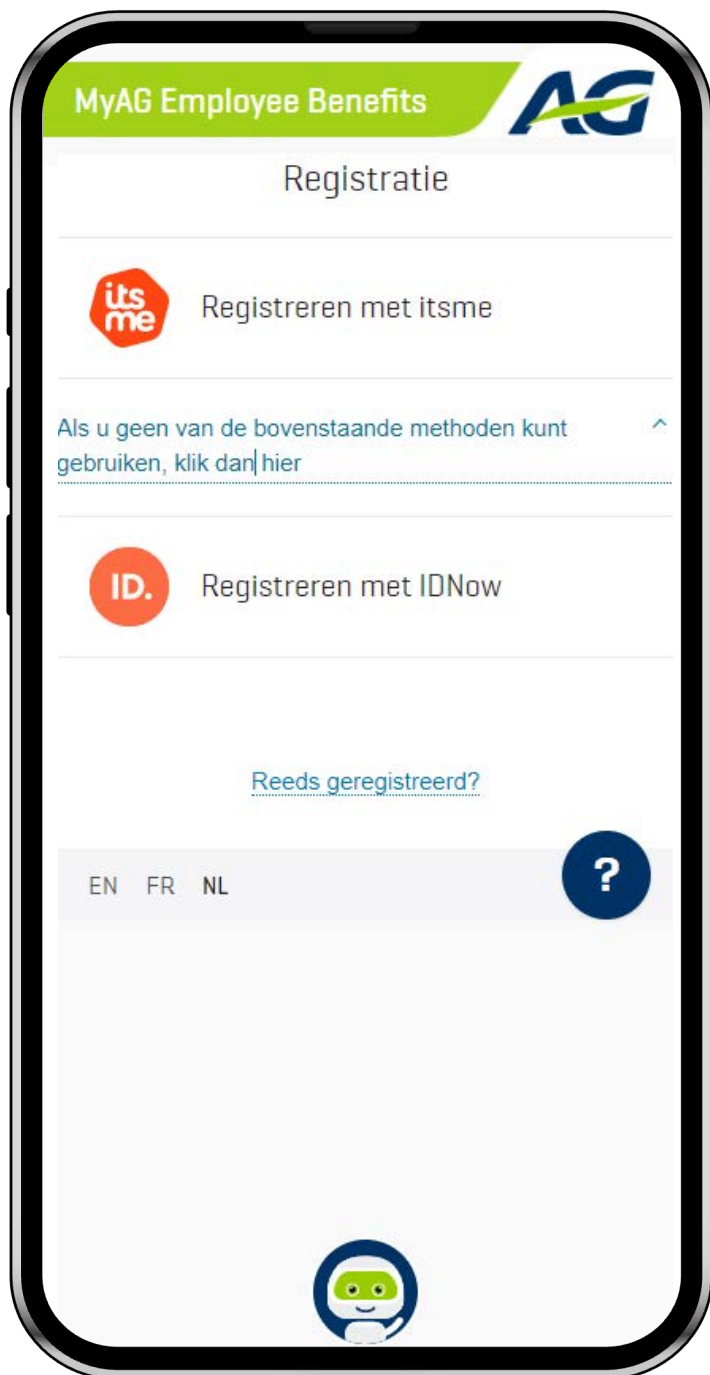 MyAG Employee Benefits
AG
Registratie
its
me
Registreren met itsme
Als u geen van de bovenstaande methoden kunt
gebruiken, klik dan hier
ID.
Registreren met IDNow
Reeds geregistreerd?
EN FR NL
?